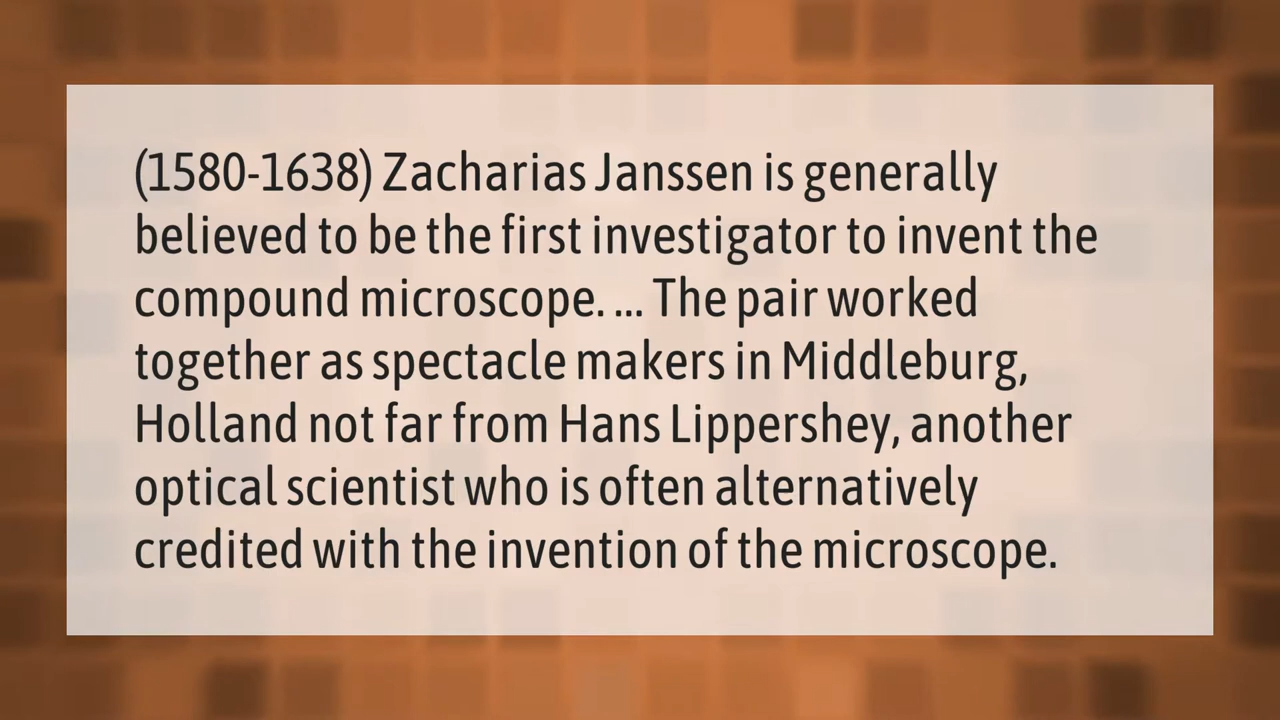 (1580-1638) Zacharias Janssen is generally
believed to be the first investigator to invent the
compound microscope. ... The pair worked
together as spectacle makers in Middleburg,
Holland not far from Hans Lippershey, another
optical scientist who is often alternatively
credited with the invention of the microscope.